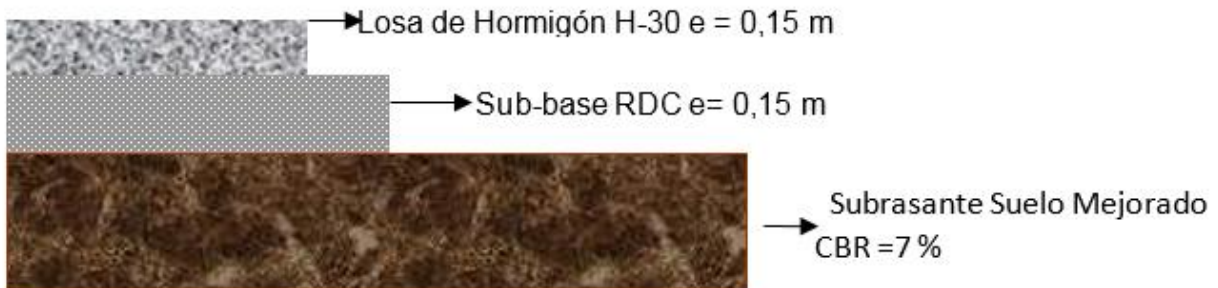 Losa de Hormigón H-30 e = 0,15 m
Sub-base RDC e= 0,15 m
Subrasante Suelo Mejorado
CBR =7 %